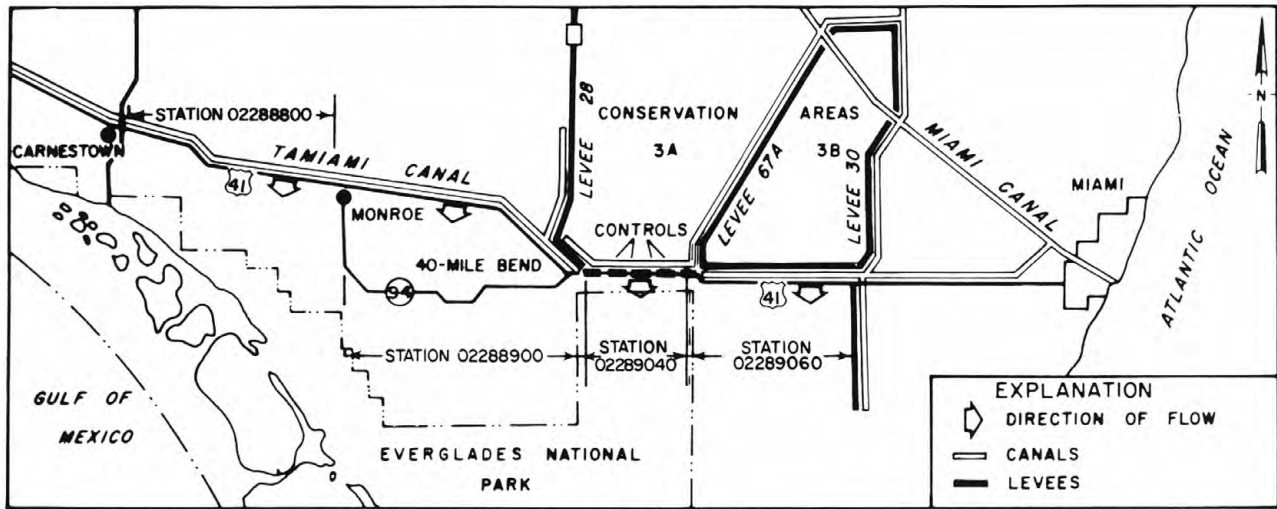 STATION 02288800
CARNESTOWN
TAMIAMI CANAL
41
MONROE
40-MILE BEND
94
LEVEE 28
CONSERVATION AREAS
3A 3B
CONTROLS
LEVEE 67A
LEVEE 30
MIAMI CANAL
MIAMI
ATLANTIC OCEAN
N
41
STATION 02288900
STATION
02289040
STATION
02289060
GULF OF
MEXICO
EVERGLADES NATIONAL
PARK
EXPLANATION
DIRECTION OF FLOW
CANALS
LEVEES